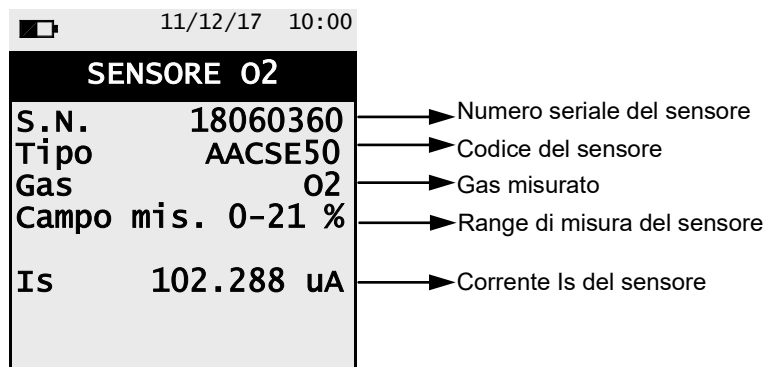 11/12/17 10:00
SENSORE O2
S.N. 18060360
Numero seriale del sensore
Tipo AACSE50
Codice del sensore
Gas O2
Gas misurato
Campo mis. 0-21 %
Range di misura del sensore
Is 102.288 uA
Corrente Is del sensore